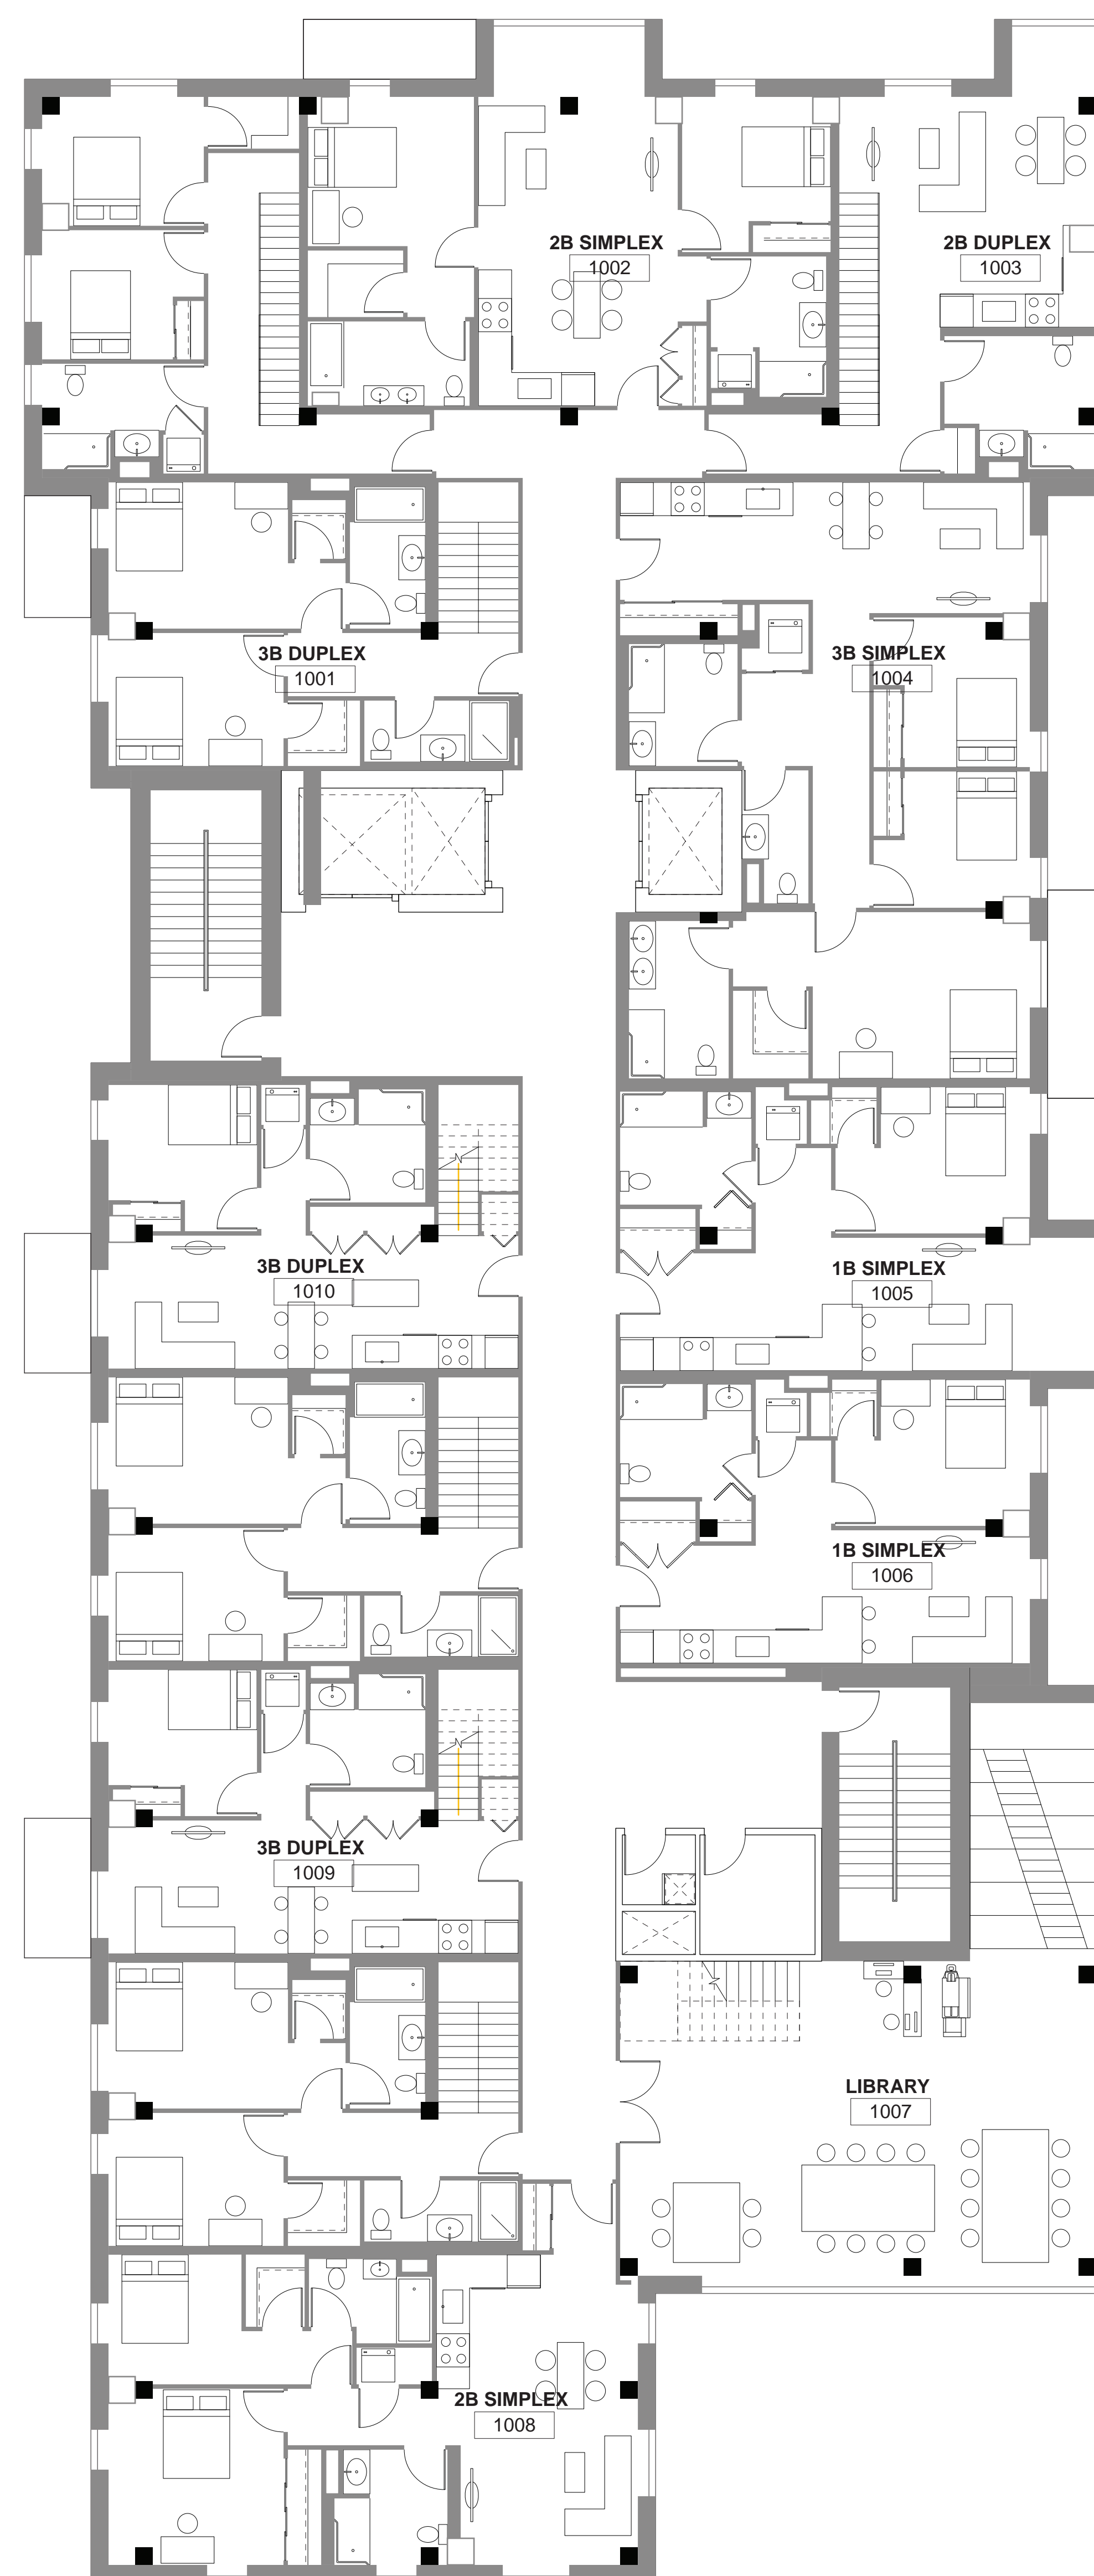 2B SIMPLEX
1002
2B DUPLEX
1003
3B DUPLEX
1001
3B SIMPLEX
1004
3B DUPLEX
1010
1B SIMPLEX
1005
1B SIMPLEX
1006
3B DUPLEX
1009
LIBRARY
1007
2B SIMPLEX
1008